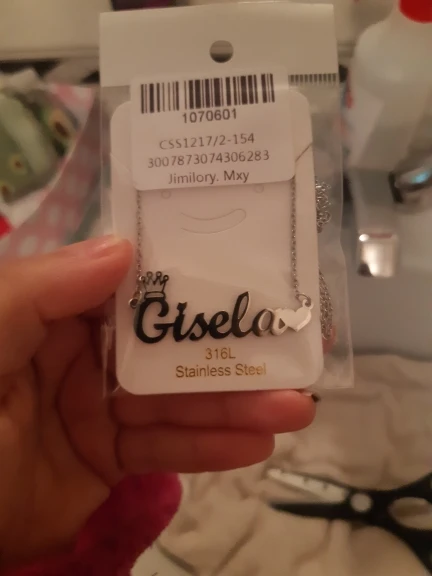 1070601
CSS1217/2-154
3007873074306283
Jimilory. Mxy
Gisela
316L
Stainless Steel